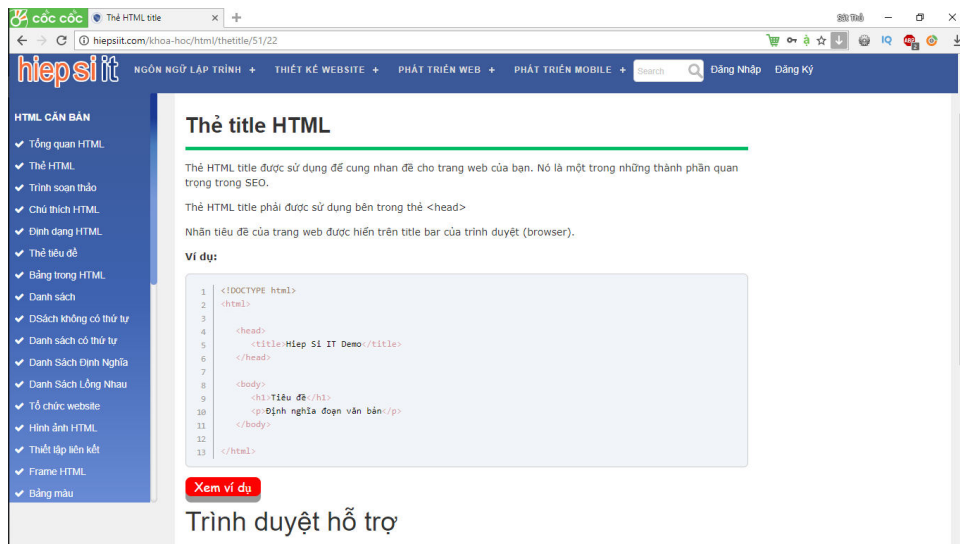 cốc cốc
Thẻ HTML title
hiepsiit.com/khoa-hoc/html/thetitle/51/22
IQ
hiepsi it
NGÔN NGỮ LẬP TRÌNH +
THIẾT KẾ WEBSITE +
PHÁT TRIỂN WEB +
PHÁT TRIỂN MOBILE +
Search
Đăng Nhập
Đăng Ký
HTML CĂN BẢN
Tổng quan HTML
Thẻ HTML
Trình soạn thảo
Chú thích HTML
Định dạng HTML
Thẻ tiêu đề
Bảng trong HTML
Danh sách
DSách không có thứ tự
Danh sách có thứ tự
Danh Sách Định Nghĩa
Danh Sách Lồng Nhau
Tổ chức website
Hình ảnh HTML
Thiết lập liên kết
Frame HTML
Bảng màu
Thẻ title HTML
Thẻ HTML title được sử dụng để cung nhan đề cho trang web của bạn. Nó là một trong những thành phần quan
trọng trong SEO.
Thẻ HTML title phải được sử dụng bên trong thẻ <head>
Nhãn tiêu đề của trang web được hiển trên title bar của trình duyệt (browser).
Ví dụ:
1 <!DOCTYPE html>
2 <html>
3
4 <head>
5 <title>Hiep Si IT Demo</title>
6 </head>
7
8 <body>
9 <h1>Tiêu đề</h1>
10 <p>Định nghĩa đoạn văn bản</p>
11 </body>
12
13 </html>
Xem ví dụ
Trình duyệt hỗ trợ